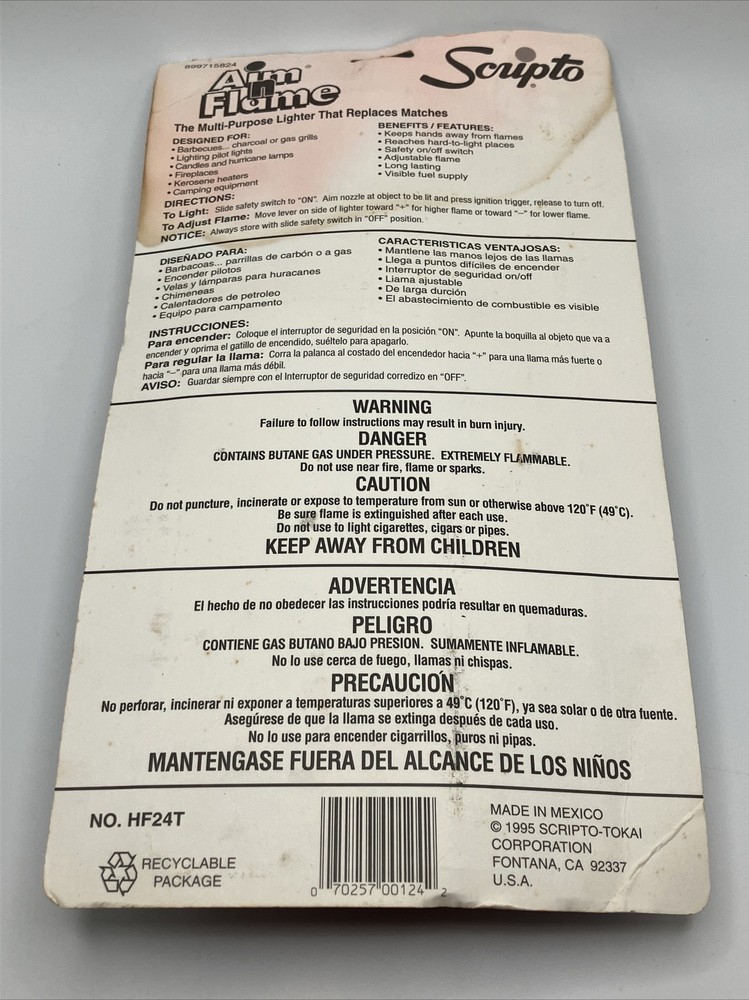 899715824
Aim n Flame®
Scripto®
The Multi-Purpose Lighter That Replaces Matches
DESIGNED FOR:
• Barbecues... charcoal or gas grills
• Lighting pilot lights
• Candles and hurricane lamps
• Fireplaces
• Kerosene heaters
• Camping equipment
BENEFITS / FEATURES:
• Keeps hands away from flames
• Reaches hard-to-light places
• Safety on/off switch
• Adjustable flame
• Long lasting
• Visible fuel supply
DIRECTIONS:
To Light: Slide safety switch to "ON". Aim nozzle at object to be lit and press ignition trigger, release to turn off.
To Adjust Flame: Move lever on side of lighter toward "+" for higher flame or toward "–" for lower flame.
NOTICE: Always store with slide safety switch in "OFF" position.
DISEÑADO PARA:
• Barbacoas... parrillas de carbón o a gas
• Encender pilotos
• Velas y lámparas para huracanes
• Chimeneas
• Calentadores de petroleo
• Equipo para campamento
CARACTERISTICAS VENTAJOSAS:
• Mantiene las manos lejos de las llamas
• Llega a puntos difíciles de encender
• Interruptor de seguridad on/off
• Llama ajustable
• De larga durción
• El abastecimiento de combustible es visible
INSTRUCCIONES:
Para encender: Coloque el interruptor de seguridad en la posición "ON". Apunte la boquilla al objeto que va a
encender y oprima el gatillo de encendido, suéltelo para apagarlo.
Para regular la llama: Corra la palanca al costado del encendedor hacia "+" para una llama más fuerte o
hacia "–" para una llama más débil.
AVISO: Guardar siempre con el Interruptor de seguridad corredizo en "OFF".
WARNING
Failure to follow instructions may result in burn injury.
DANGER
CONTAINS BUTANE GAS UNDER PRESSURE. EXTREMELY FLAMMABLE.
Do not use near fire, flame or sparks.
CAUTION
Do not puncture, incinerate or expose to temperature from sun or otherwise above 120˚F (49˚C).
Be sure flame is extinguished after each use.
Do not use to light cigarettes, cigars or pipes.
KEEP AWAY FROM CHILDREN
ADVERTENCIA
El hecho de no obedecer las instrucciones podría resultar en quemaduras.
PELIGRO
CONTIENE GAS BUTANO BAJO PRESION. SUMAMENTE INFLAMABLE.
No lo use cerca de fuego, llamas ni chispas.
PRECAUCIÓN
No perforar, incinerar ni exponer a temperaturas superiores a 49˚C (120˚F), ya sea solar o de otra fuente.
Asegúrese de que la llama se extinga después de cada uso.
No lo use para encender cigarrillos, puros ni pipas.
MANTENGASE FUERA DEL ALCANCE DE LOS NIÑOS
NO. HF24T
RECYCLABLE
PACKAGE
0 70257 00124 2
MADE IN MEXICO
© 1995 SCRIPTO-TOKAI
CORPORATION
FONTANA, CA 92337
U.S.A.